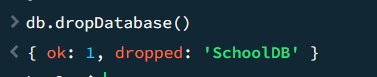 > db.dropDatabase()
< { ok: 1, dropped: 'SchoolDB' }